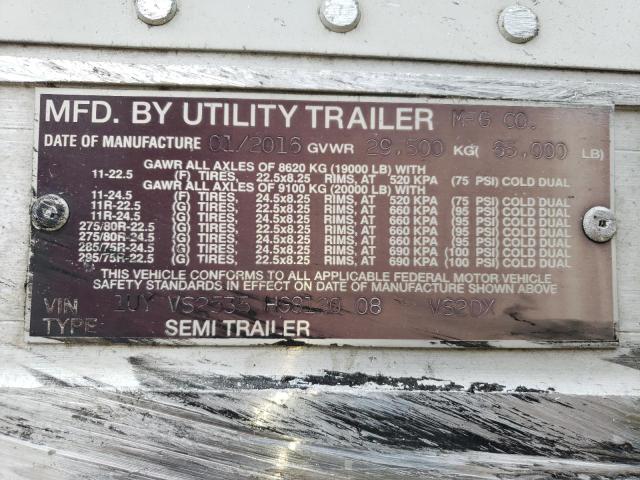 MFD. BY UTILITY TRAILER M-G CO.
DATE OF MANUFACTURE 01/2016 GVWR 29,500 KG( 65,000 LB)
GAWR ALL AXLES OF 8620 KG (19000 LB) WITH
11-22.5 (F) TIRES, 22.5x8.25 RIMS, AT 520 KPA (75 PSI) COLD DUAL
GAWR ALL AXLES OF 9100 KG (20000 LB) WITH
11-24.5 (F) TIRES, 24.5x8.25 RIMS, AT 520 KPA (75 PSI) COLD DUAL
11R-22.5 (G) TIRES, 22.5x8.25 RIMS, AT 660 KPA (95 PSI) COLD DUAL
11R-24.5 (G) TIRES, 24.5x8.25 RIMS, AT 660 KPA (95 PSI) COLD DUAL
275/80R-22.5 (G) TIRES, 22.5x8.25 RIMS, AT 660 KPA (95 PSI) COLD DUAL
275/80R-24.5 (G) TIRES, 24.5x8.25 RIMS, AT 660 KPA (95 PSI) COLD DUAL
285/75R-24.5 (G) TIRES, 24.5x8.25 RIMS, AT 690 KPA (100 PSI) COLD DUAL
295/75R-22.5 (G) TIRES, 22.5x8.25 RIMS, AT 690 KPA (100 PSI) COLD DUAL
THIS VEHICLE CONFORMS TO ALL APPLICABLE FEDERAL MOTOR VEHICLE
SAFETY STANDARDS IN EFFECT ON DATE OF MANUFACTURE SHOWN ABOVE
VIN 1UY VS2535 08 VS2DX
TYPE SEMI TRAILER